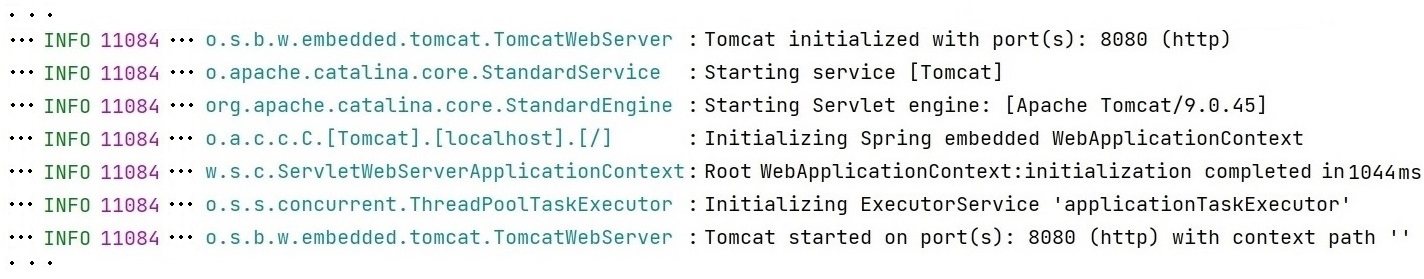 ...
... INFO 11084 ... o.s.b.w.embedded.tomcat.TomcatWebServer : Tomcat initialized with port(s): 8080 (http)
... INFO 11084 ... o.apache.catalina.core.StandardService : Starting service [Tomcat]
... INFO 11084 ... org.apache.catalina.core.StandardEngine : Starting Servlet engine: [Apache Tomcat/9.0.45]
... INFO 11084 ... o.a.c.c.C.[Tomcat].[localhost].[/] : Initializing Spring embedded WebApplicationContext
... INFO 11084 ... w.s.c.ServletWebServerApplicationContext: Root WebApplicationContext:initialization completed in 1044 ms
... INFO 11084 ... o.s.s.concurrent.ThreadPoolTaskExecutor : Initializing ExecutorService 'applicationTaskExecutor'
... INFO 11084 ... o.s.b.w.embedded.tomcat.TomcatWebServer : Tomcat started on port(s): 8080 (http) with context path ''
...